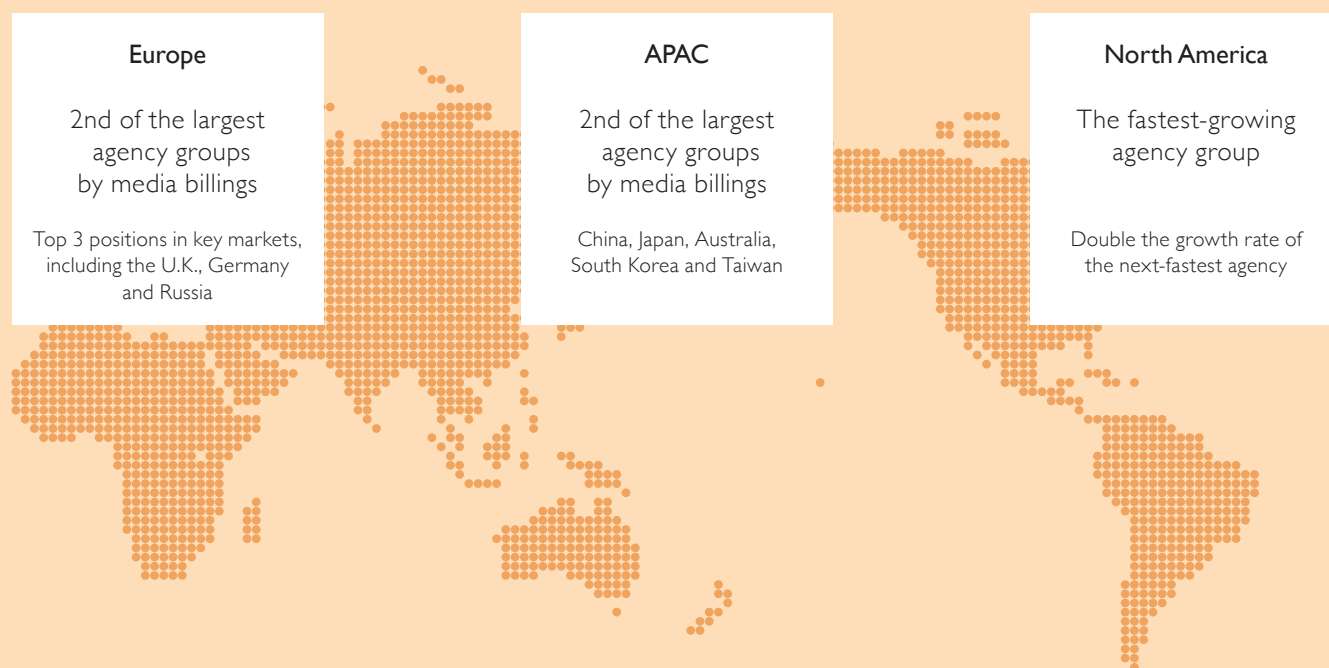 Europe
2nd of the largest
agency groups
by media billings
Top 3 positions in key markets,
including the U.K., Germany
and Russia
APAC
2nd of the largest
agency groups
by media billings
China, Japan, Australia,
South Korea and Taiwan
North America
The fastest-growing
agency group
Double the growth rate of
the next-fastest agency